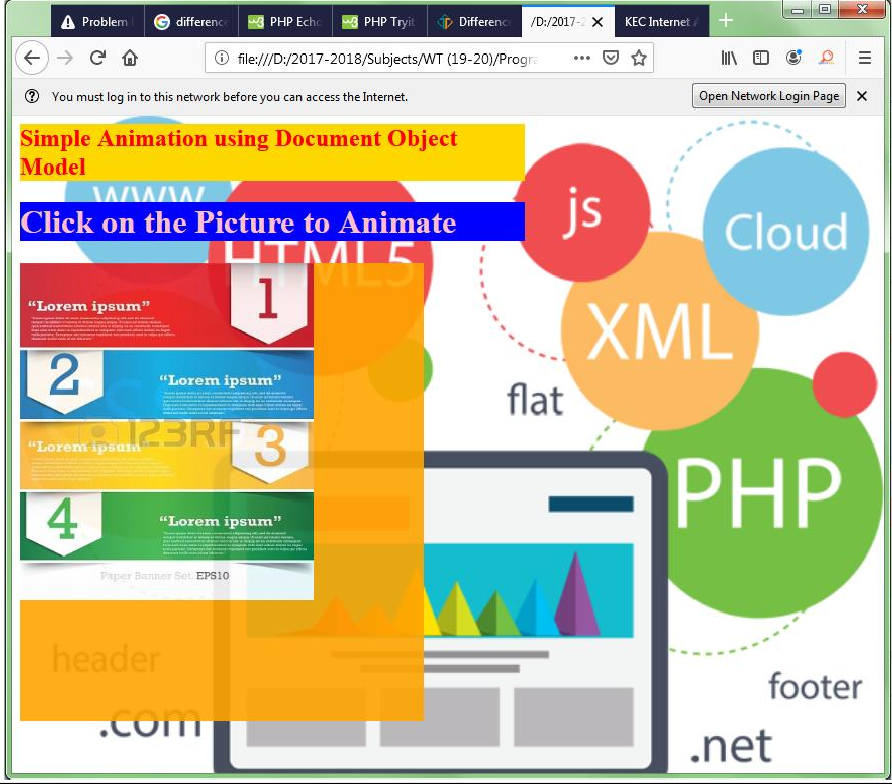 Problem
difference
PHP Echo
PHP Tryit
Difference
/D:/2017-2
KEC Internet A
file:///D:/2017-2018/Subjects/WT (19-20)/Progra
You must log in to this network before you can access the Internet.
Open Network Login Page
Simple Animation using Document Object
Model
Click on the Picture to Animate
www
HTML5
js
Cloud
XML
flat
PHP
1
“Lorem ipsum”
2
“Lorem ipsum”
123RF
3
“Lorem ipsum”
4
“Lorem ipsum”
Paper Banner Set. EPS10
header
.com
footer
.net